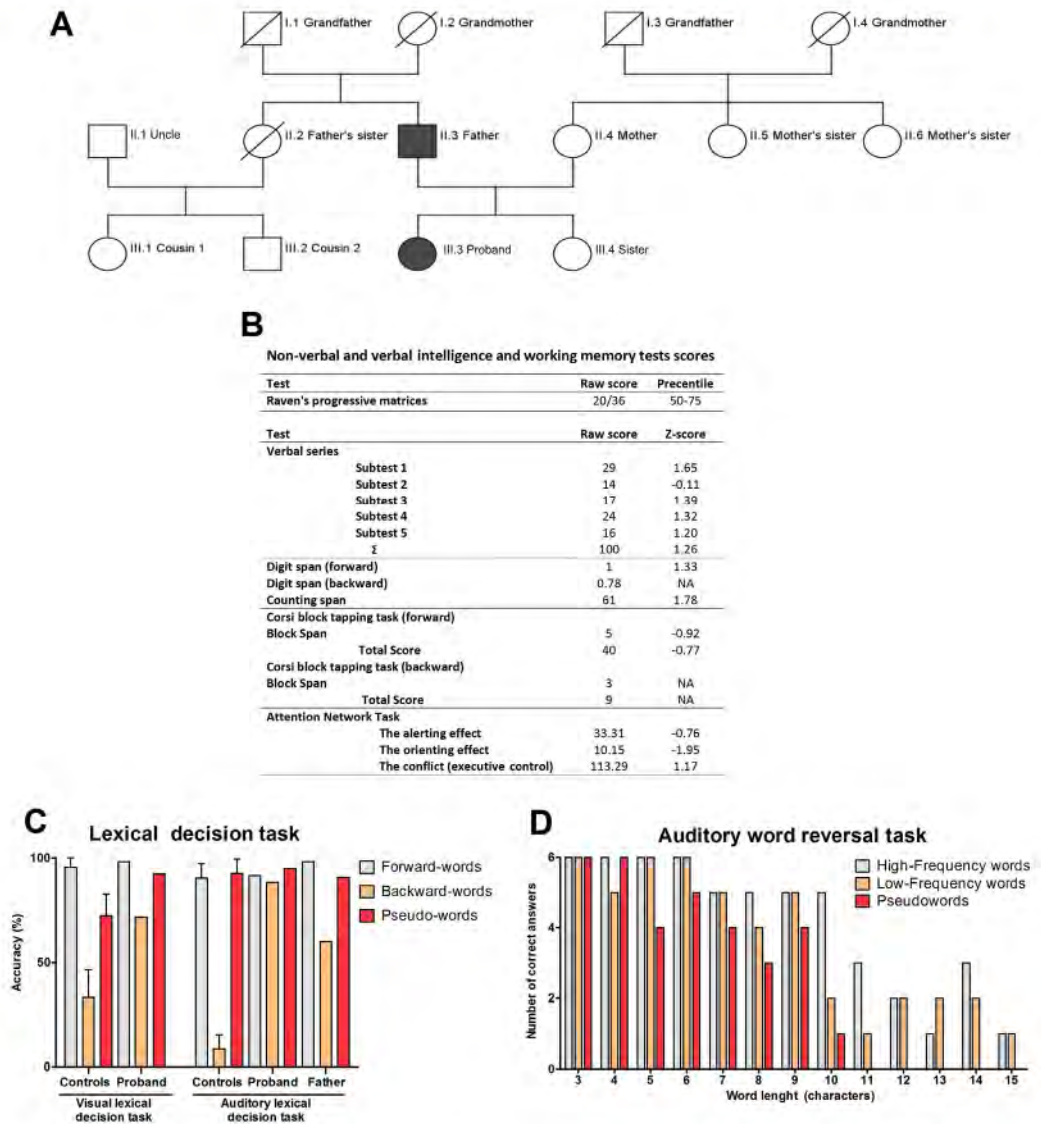 A
I.1 Grandfather
I.2 Grandmother
I.3 Grandfather
I.4 Grandmother
II.1 Uncle
II.2 Father's sister
II.3 Father
II.4 Mother
II.5 Mother's sister
II.6 Mother's sister
III.1 Cousin 1
III.2 Cousin 2
III.3 Proband
III.4 Sister
B
Non-verbal and verbal intelligence and working memory tests scores
Test Raw score Precentile
Raven's progressive matrices 20/36 50-75
Test Raw score Z-score
Verbal series
Subtest 1 29 1.65
Subtest 2 14 -0.11
Subtest 3 17 1.39
Subtest 4 24 1.32
Subtest 5 16 1.20
Σ 100 1.26
Digit span (forward) 1 1.33
Digit span (backward) 0.78 NA
Counting span 61 1.78
Corsi block tapping task (forward)
Block Span 5 -0.92
Total Score 40 -0.77
Corsi block tapping task (backward)
Block Span 3 NA
Total Score 9 NA
Attention Network Task
The alerting effect 33.31 -0.76
The orienting effect 10.15 -1.95
The conflict (executive control) 113.29 1.17
C
Lexical decision task
Accuracy (%)
100
50
0
Forward-words
Backward-words
Pseudo-words
Controls Proband Controls Proband Father
Visual lexical decision task
Auditory lexical decision task
D
Auditory word reversal task
Number of correct answers
6
4
2
0
High-Frequency words
Low-Frequency words
Pseudowords
3 4 5 6 7 8 9 10 11 12 13 14 15
Word lenght (characters)